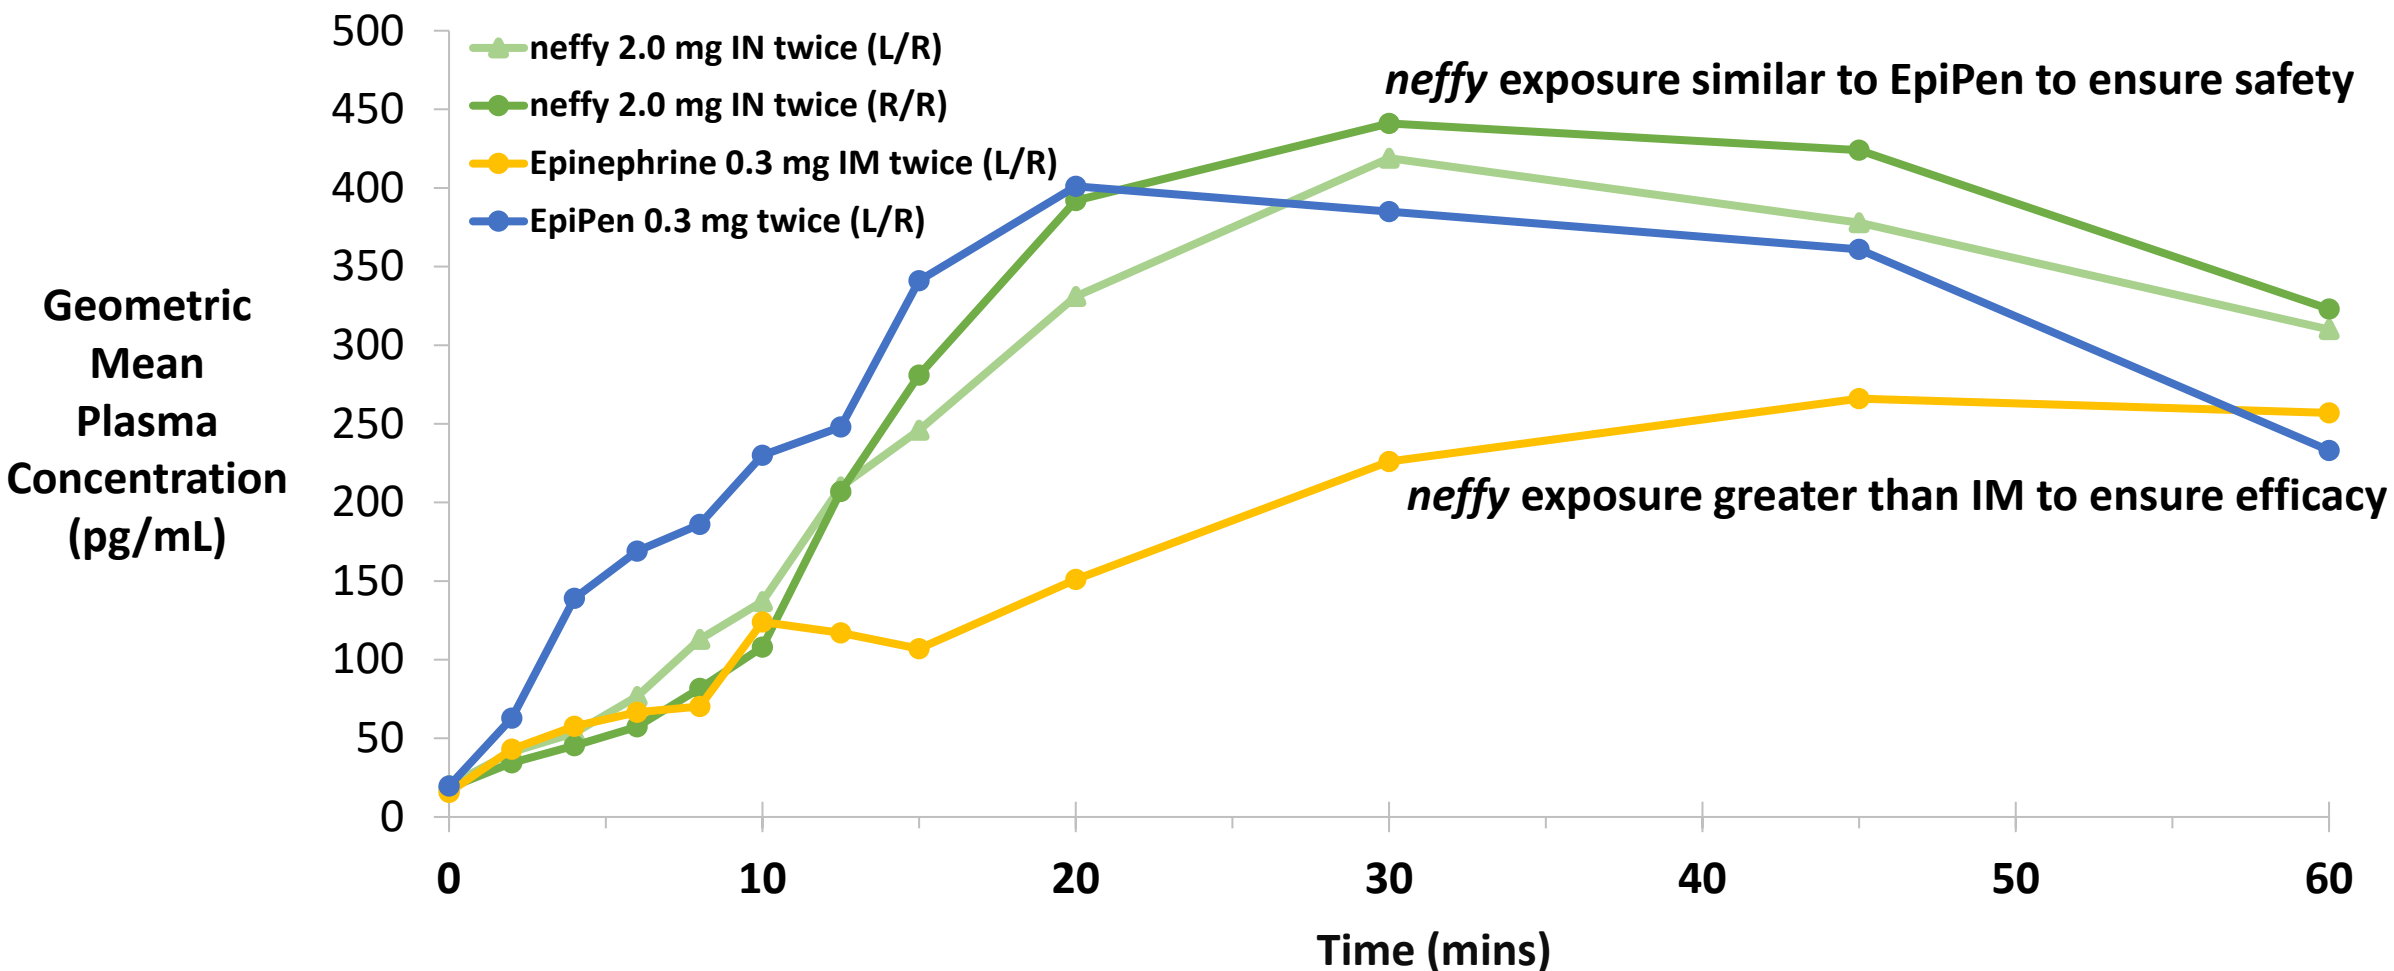 500
450
400
350
300
250
200
150
100
50
0
Geometric
Mean
Plasma
Concentration
(pg/mL)
neffy 2.0 mg IN twice (L/R)
neffy 2.0 mg IN twice (R/R)
Epinephrine 0.3 mg IM twice (L/R)
EpiPen 0.3 mg twice (L/R)
neffy exposure similar to EpiPen to ensure safety
neffy exposure greater than IM to ensure efficacy
0 10 20 30 40 50 60
Time (mins)